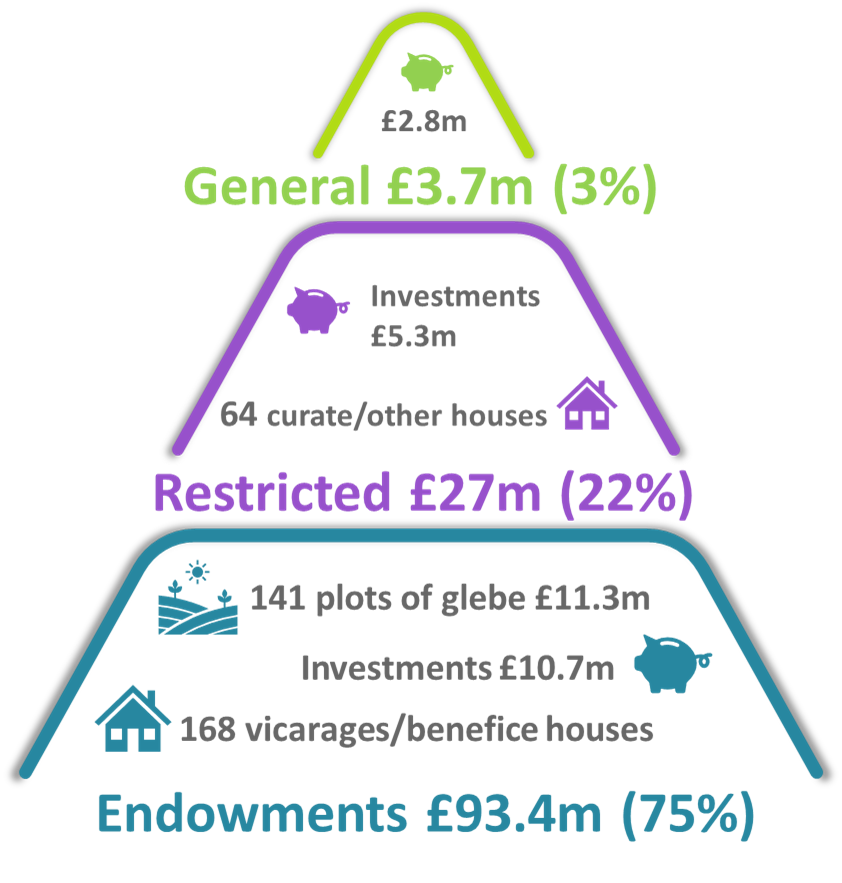 £2.8m
General £3.7m (3%)
Investments
£5.3m
64 curate/other houses
Restricted £27m (22%)
141 plots of glebe £11.3m
Investments £10.7m
168 vicarages/benefice houses
Endowments £93.4m (75%)